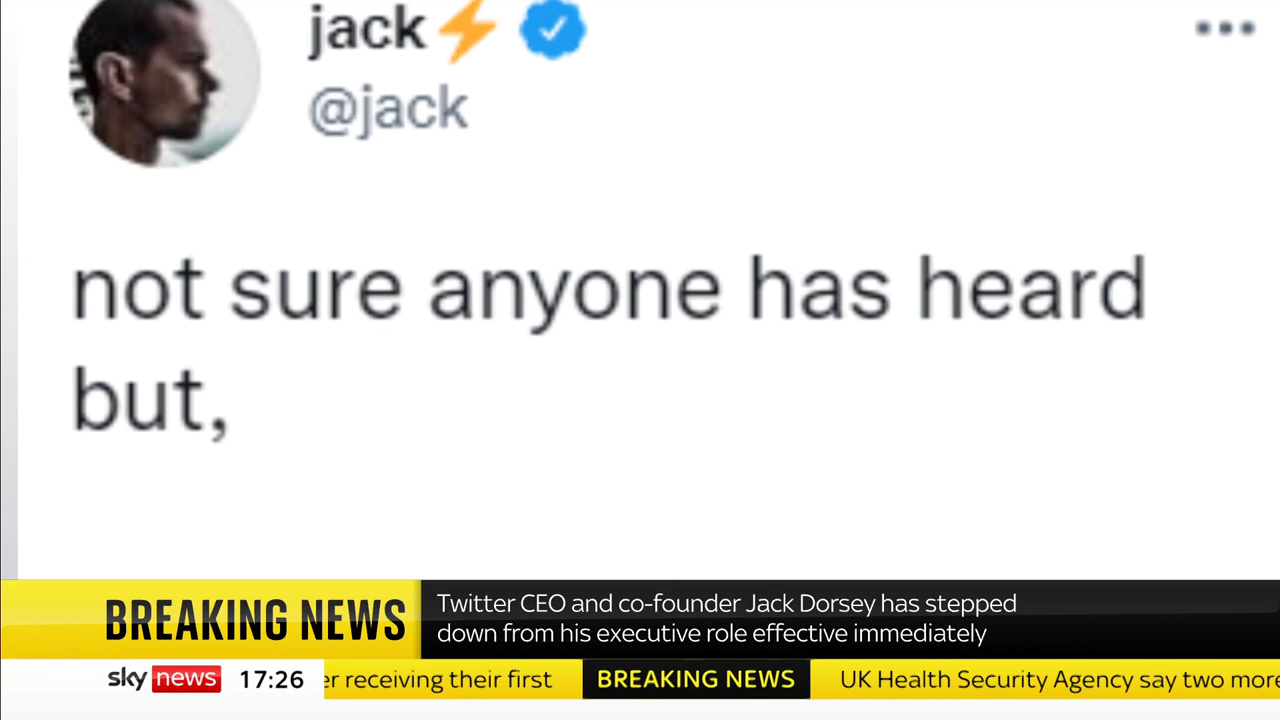 jack⚡
@jack
not sure anyone has heard
but,
BREAKING NEWS
Twitter CEO and co-founder Jack Dorsey has stepped
down from his executive role effective immediately
sky news 17:26 er receiving their first BREAKING NEWS UK Health Security Agency say two more